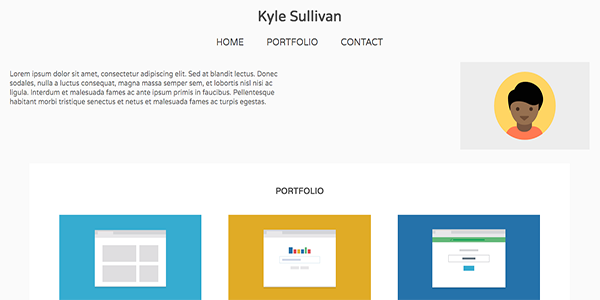 Kyle Sullivan
HOME PORTFOLIO CONTACT
Lorem ipsum dolor sit amet, consectetur adipiscing elit. Sed at blandit lectus. Donec
sodales, nulla a luctus consequat, magna massa semper sem, et lobortis nisl nisi ac
ligula. Interdum et malesuada fames ac ante ipsum primis in faucibus. Pellentesque
habitant morbi tristique senectus et netus et malesuada fames ac turpis egestas.
PORTFOLIO